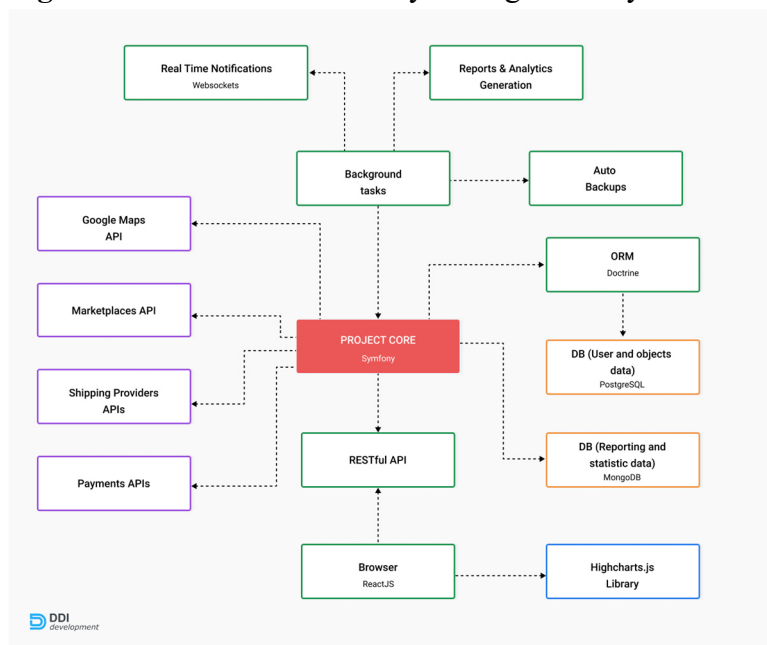 Real Time Notifications
Websockets
Reports & Analytics
Generation
Background
tasks
Auto
Backups
Google Maps
API
ORM
Doctrine
Marketplaces API
PROJECT CORE
Symfony
DB (User and objects
data)
PostgreSQL
Shipping Providers
APIs
RESTful API
DB (Reporting and
statistic data)
MongoDB
Payments APIs
Browser
ReactJS
Highcharts.js
Library
DDI
development